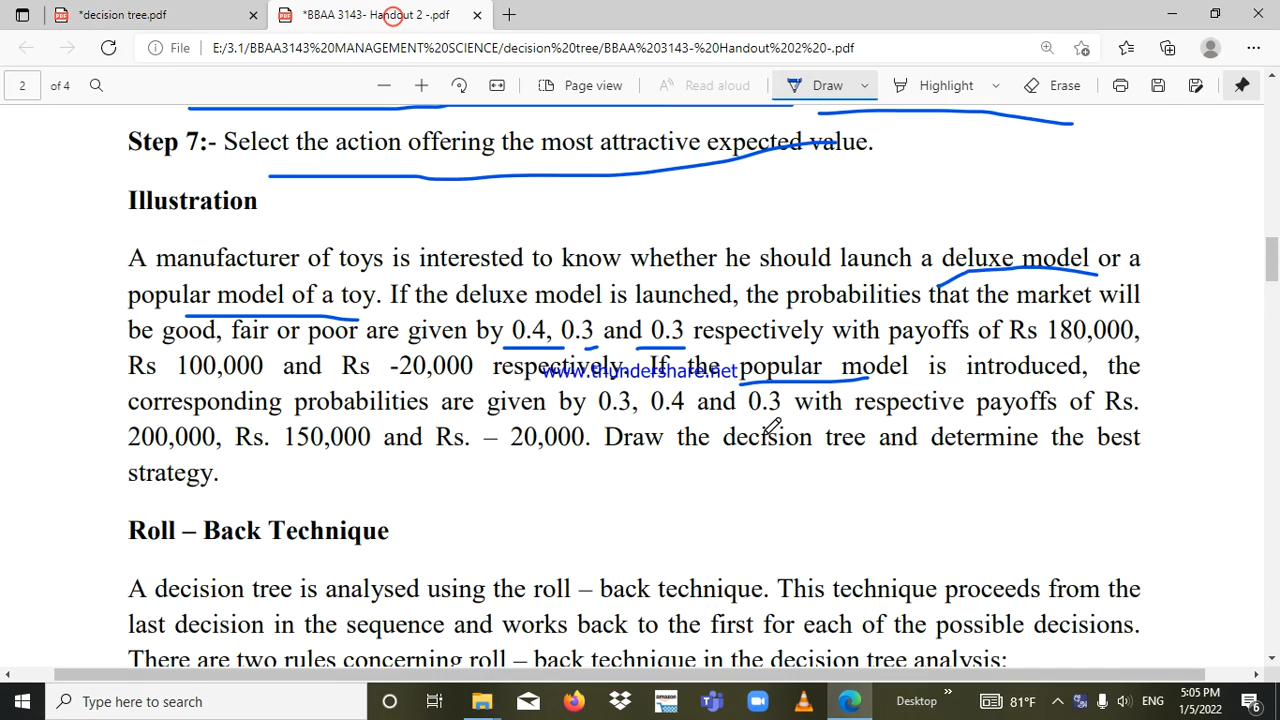 *decision tree.pdf
*BBAA 3143- Handout 2 -.pdf
File E:/3.1/BBAA3143%20MANAGEMENT%20SCIENCE/decision%20tree/BBAA%203143-%20Handout%202%20-.pdf
2 of 4 Page view Read aloud Draw Highlight Erase
Step 7:- Select the action offering the most attractive expected value.
Illustration
A manufacturer of toys is interested to know whether he should launch a deluxe model or a
popular model of a toy. If the deluxe model is launched, the probabilities that the market will
be good, fair or poor are given by 0.4, 0.3 and 0.3 respectively with payoffs of Rs 180,000,
Rs 100,000 and Rs -20,000 respectively. If the popular model is introduced, the
www.thundershare.net
corresponding probabilities are given by 0.3, 0.4 and 0.3 with respective payoffs of Rs.
200,000, Rs. 150,000 and Rs. – 20,000. Draw the decision tree and determine the best
strategy.
Roll – Back Technique
A decision tree is analysed using the roll – back technique. This technique proceeds from the
last decision in the sequence and works back to the first for each of the possible decisions.
There are two rules concerning roll – back technique in the decision tree analysis:
Type here to search
Desktop
81°F
ENG
5:05 PM
1/5/2022
6